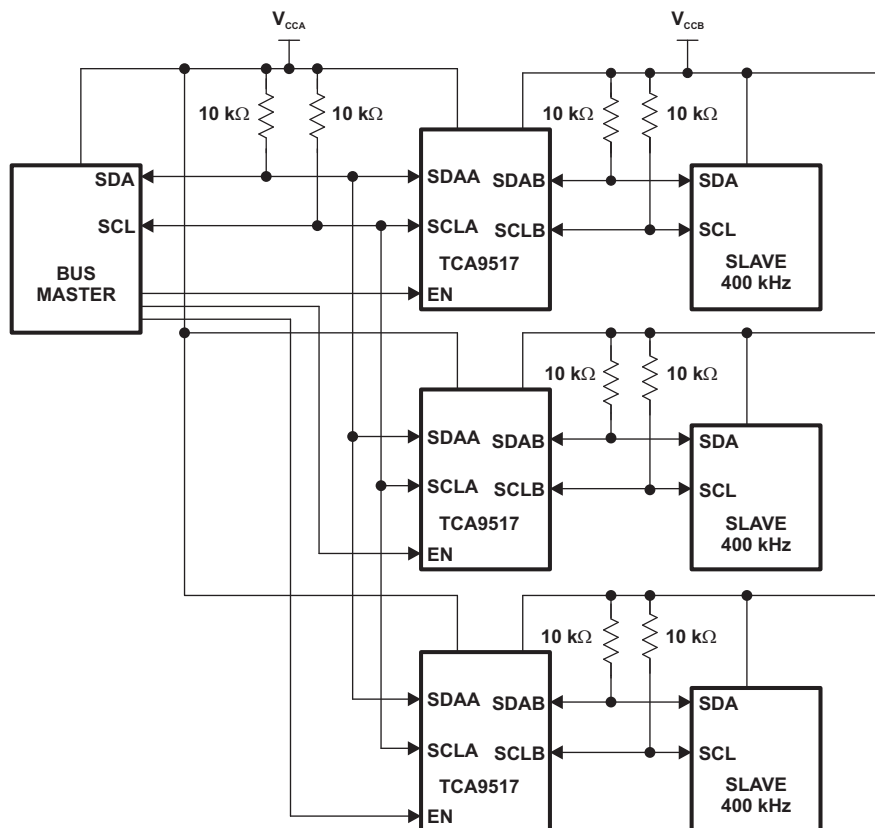 V_CCA
V_CCB
10 kΩ
10 kΩ
10 kΩ
10 kΩ
SDA
SCL
BUS
MASTER
SDAA
SCLA
TCA9517
EN
SDAB
SCLB
SDA
SCL
SLAVE
400 kHz
10 kΩ
10 kΩ
SDAA
SCLA
TCA9517
EN
SDAB
SCLB
SDA
SCL
SLAVE
400 kHz
10 kΩ
10 kΩ
SDAA
SCLA
TCA9517
EN
SDAB
SCLB
SDA
SCL
SLAVE
400 kHz